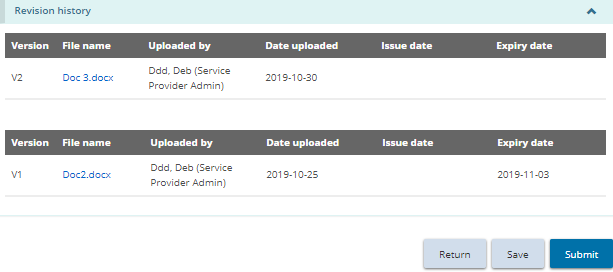 Revision history
Version File name Uploaded by Date uploaded Issue date Expiry date
V2 Doc 3.docx Ddd, Deb (Service Provider Admin) 2019-10-30
Version File name Uploaded by Date uploaded Issue date Expiry date
V1 Doc2.docx Ddd, Deb (Service Provider Admin) 2019-10-25 2019-11-03
Return Save Submit